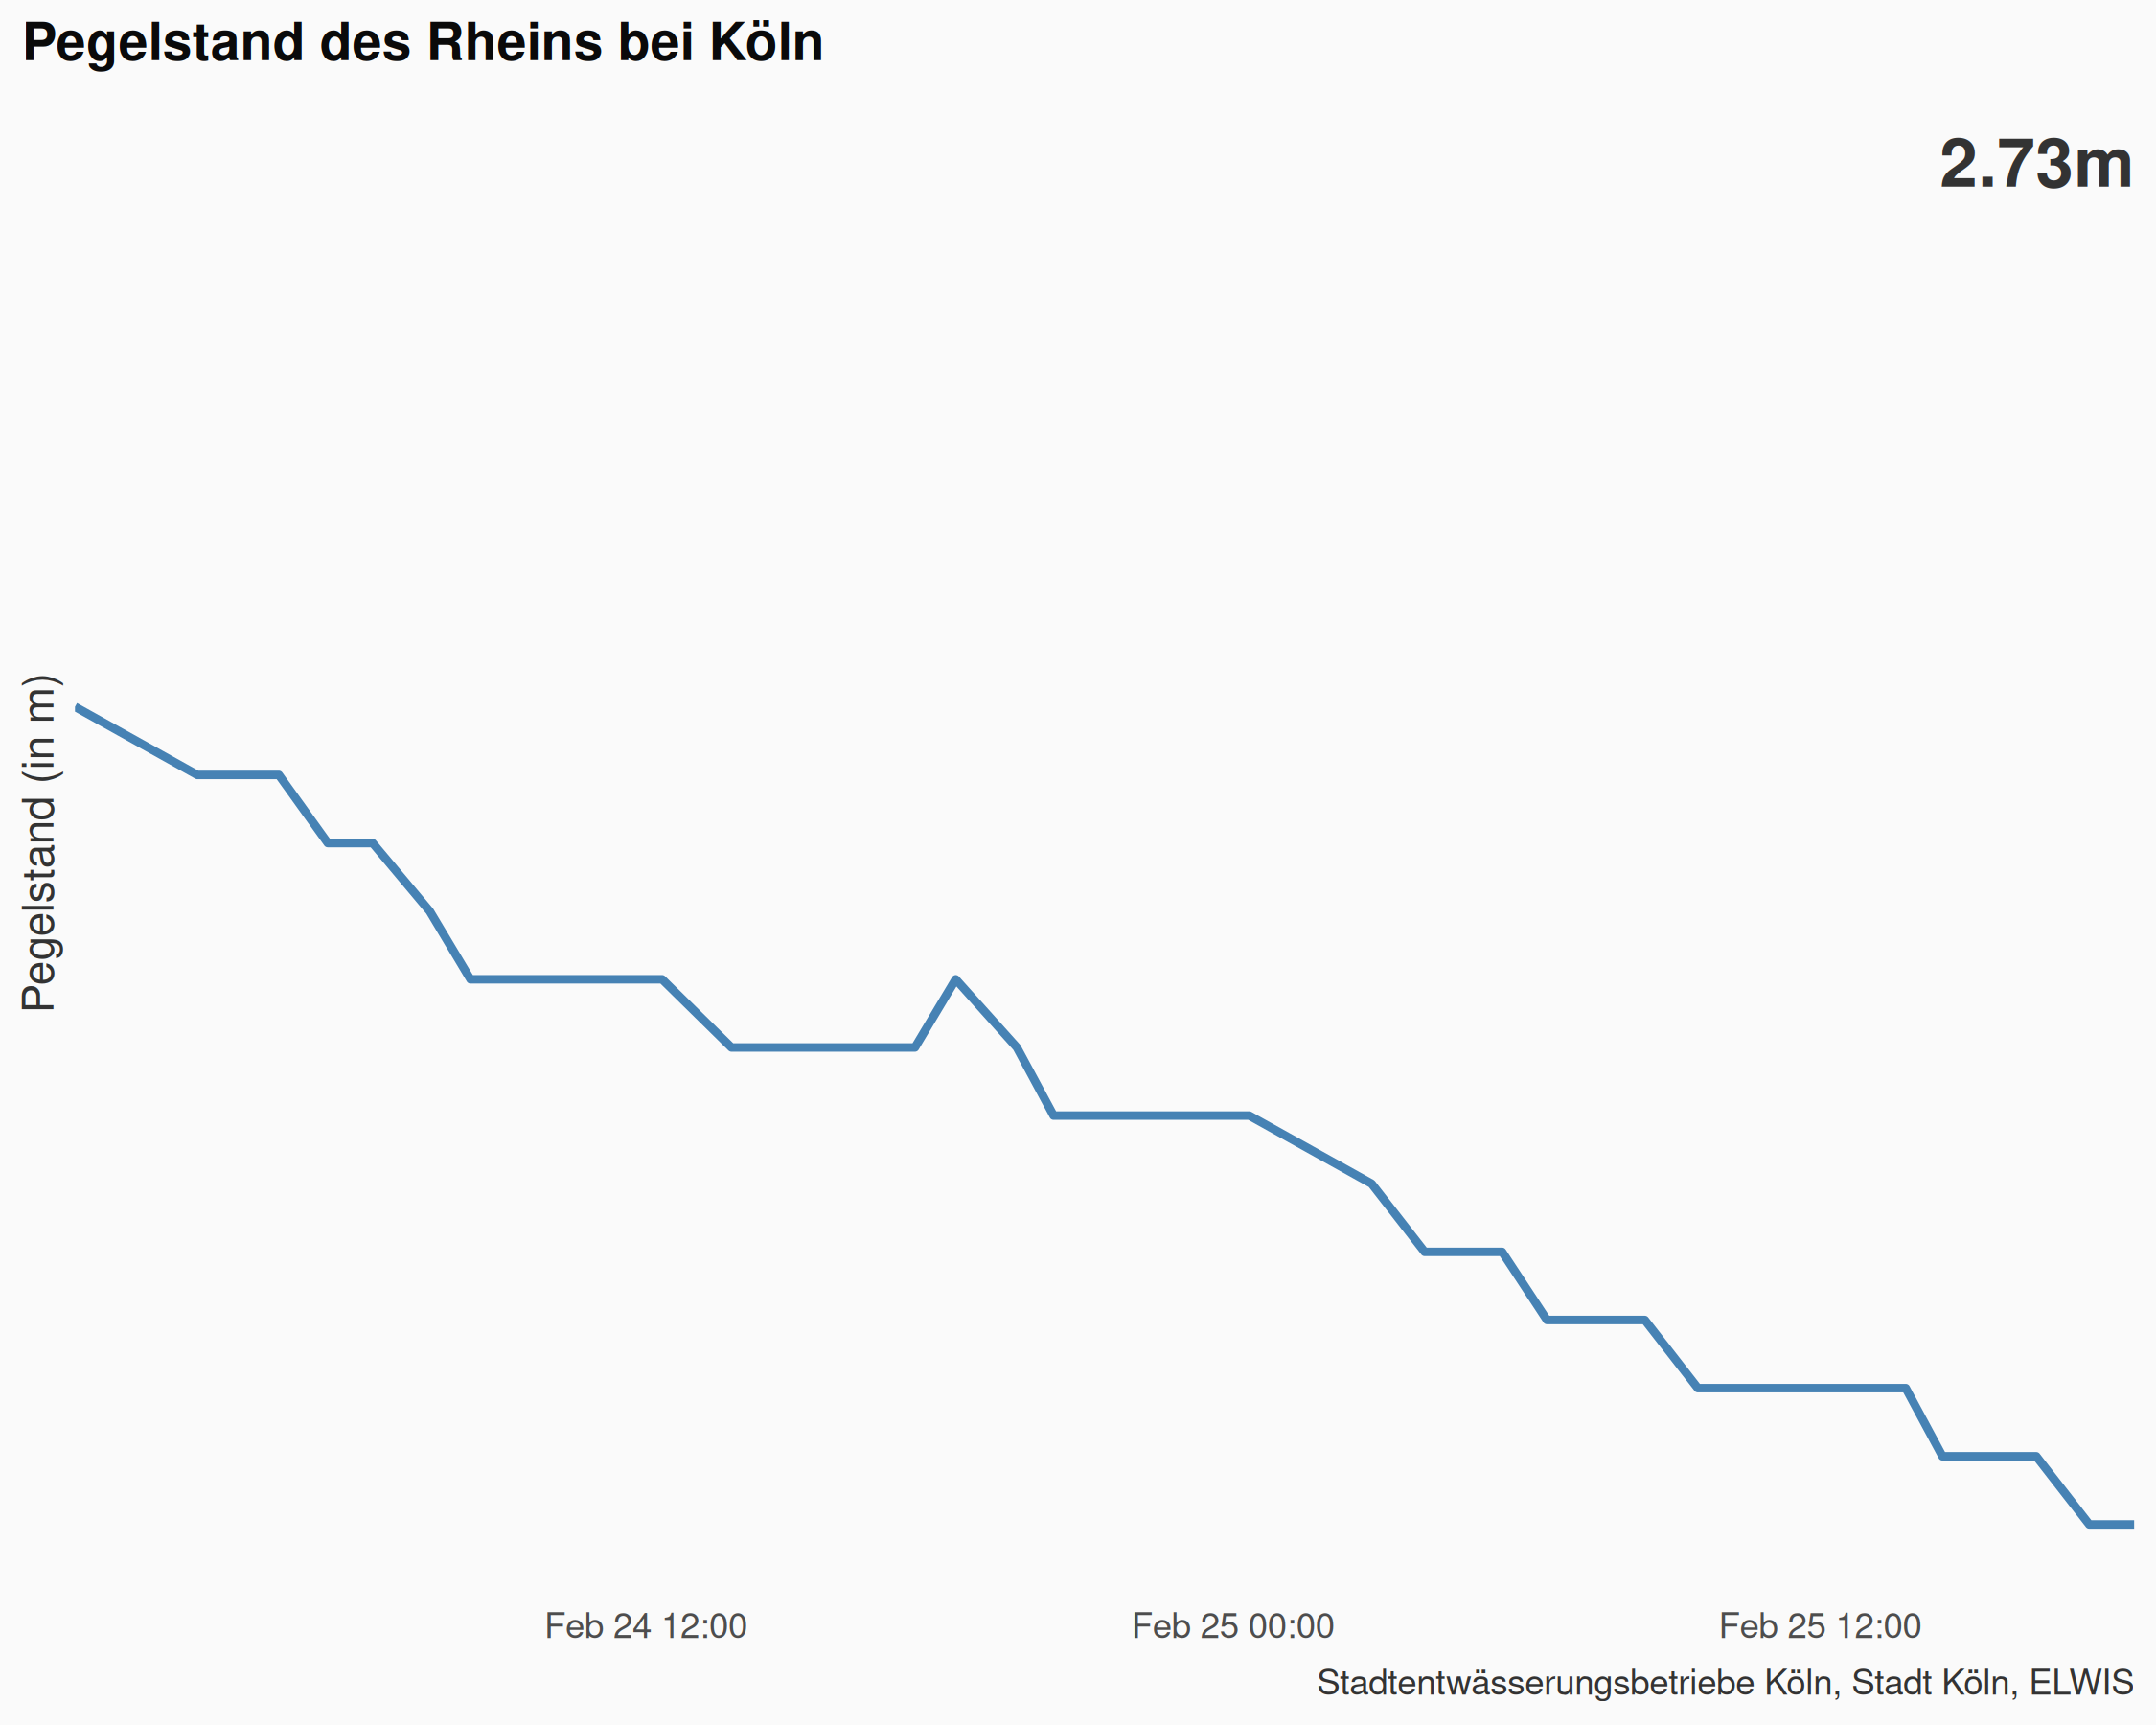 Pegelstand des Rheins bei Köln
2.73m
Pegelstand (in m)
Feb 24 12:00
Feb 25 00:00
Feb 25 12:00
Stadtentwässerungsbetriebe Köln, Stadt Köln, ELWIS